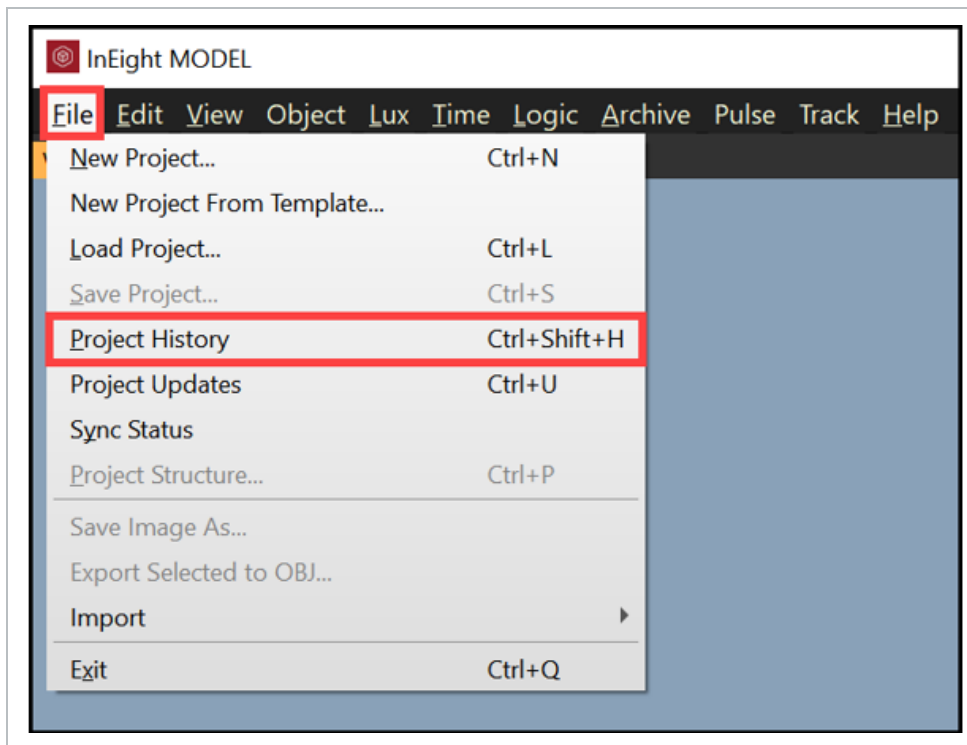 InEight MODEL
File Edit View Object Lux Time Logic Archive Pulse Track Help
New Project... Ctrl+N
New Project From Template...
Load Project... Ctrl+L
Save Project... Ctrl+S
Project History Ctrl+Shift+H
Project Updates Ctrl+U
Sync Status
Project Structure... Ctrl+P
Save Image As...
Export Selected to OBJ...
Import
Exit Ctrl+Q